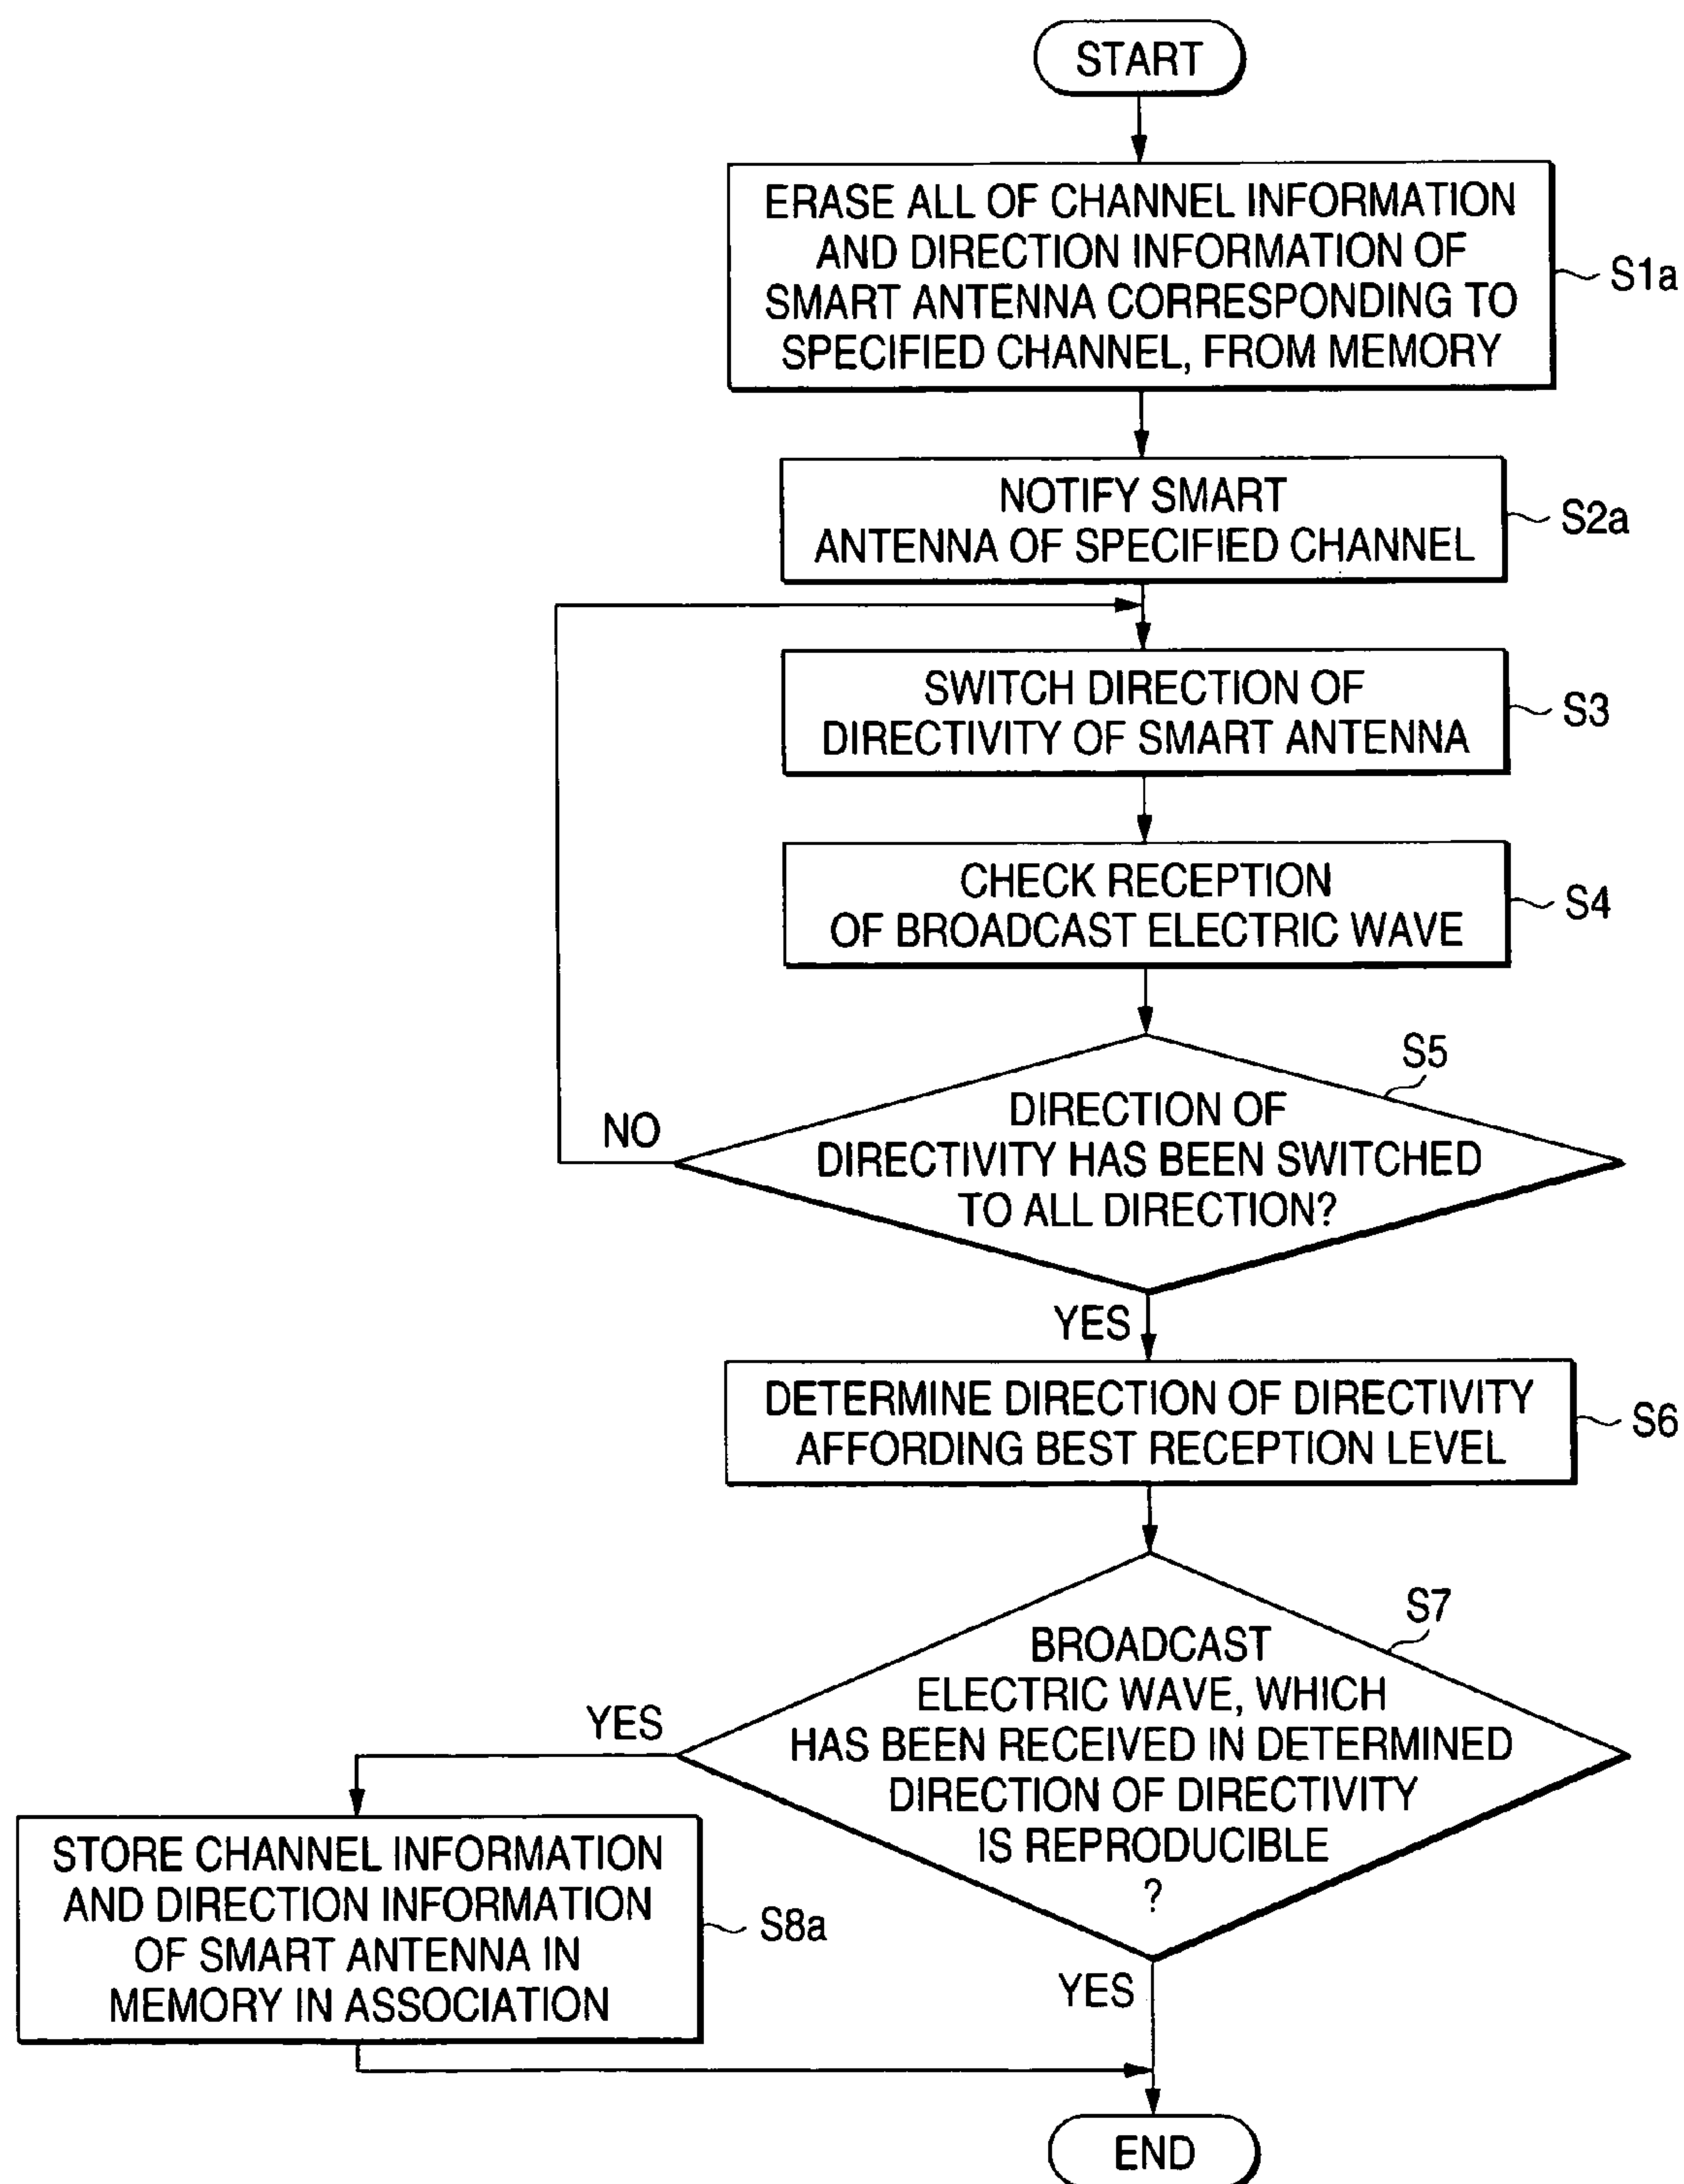 START
ERASE ALL OF CHANNEL INFORMATION
AND DIRECTION INFORMATION OF
SMART ANTENNA CORRESPONDING TO
SPECIFIED CHANNEL, FROM MEMORY
S1a
NOTIFY SMART
ANTENNA OF SPECIFIED CHANNEL
S2a
SWITCH DIRECTION OF
DIRECTIVITY OF SMART ANTENNA
S3
CHECK RECEPTION
OF BROADCAST ELECTRIC WAVE
S4
S5
DIRECTION OF
DIRECTIVITY HAS BEEN SWITCHED
TO ALL DIRECTION?
NO
YES
DETERMINE DIRECTION OF DIRECTIVITY
AFFORDING BEST RECEPTION LEVEL
S6
S7
BROADCAST
ELECTRIC WAVE, WHICH
HAS BEEN RECEIVED IN DETERMINED
DIRECTION OF DIRECTIVITY
IS REPRODUCIBLE
?
YES
STORE CHANNEL INFORMATION
AND DIRECTION INFORMATION
OF SMART ANTENNA IN
MEMORY IN ASSOCIATION
S8a
YES
END